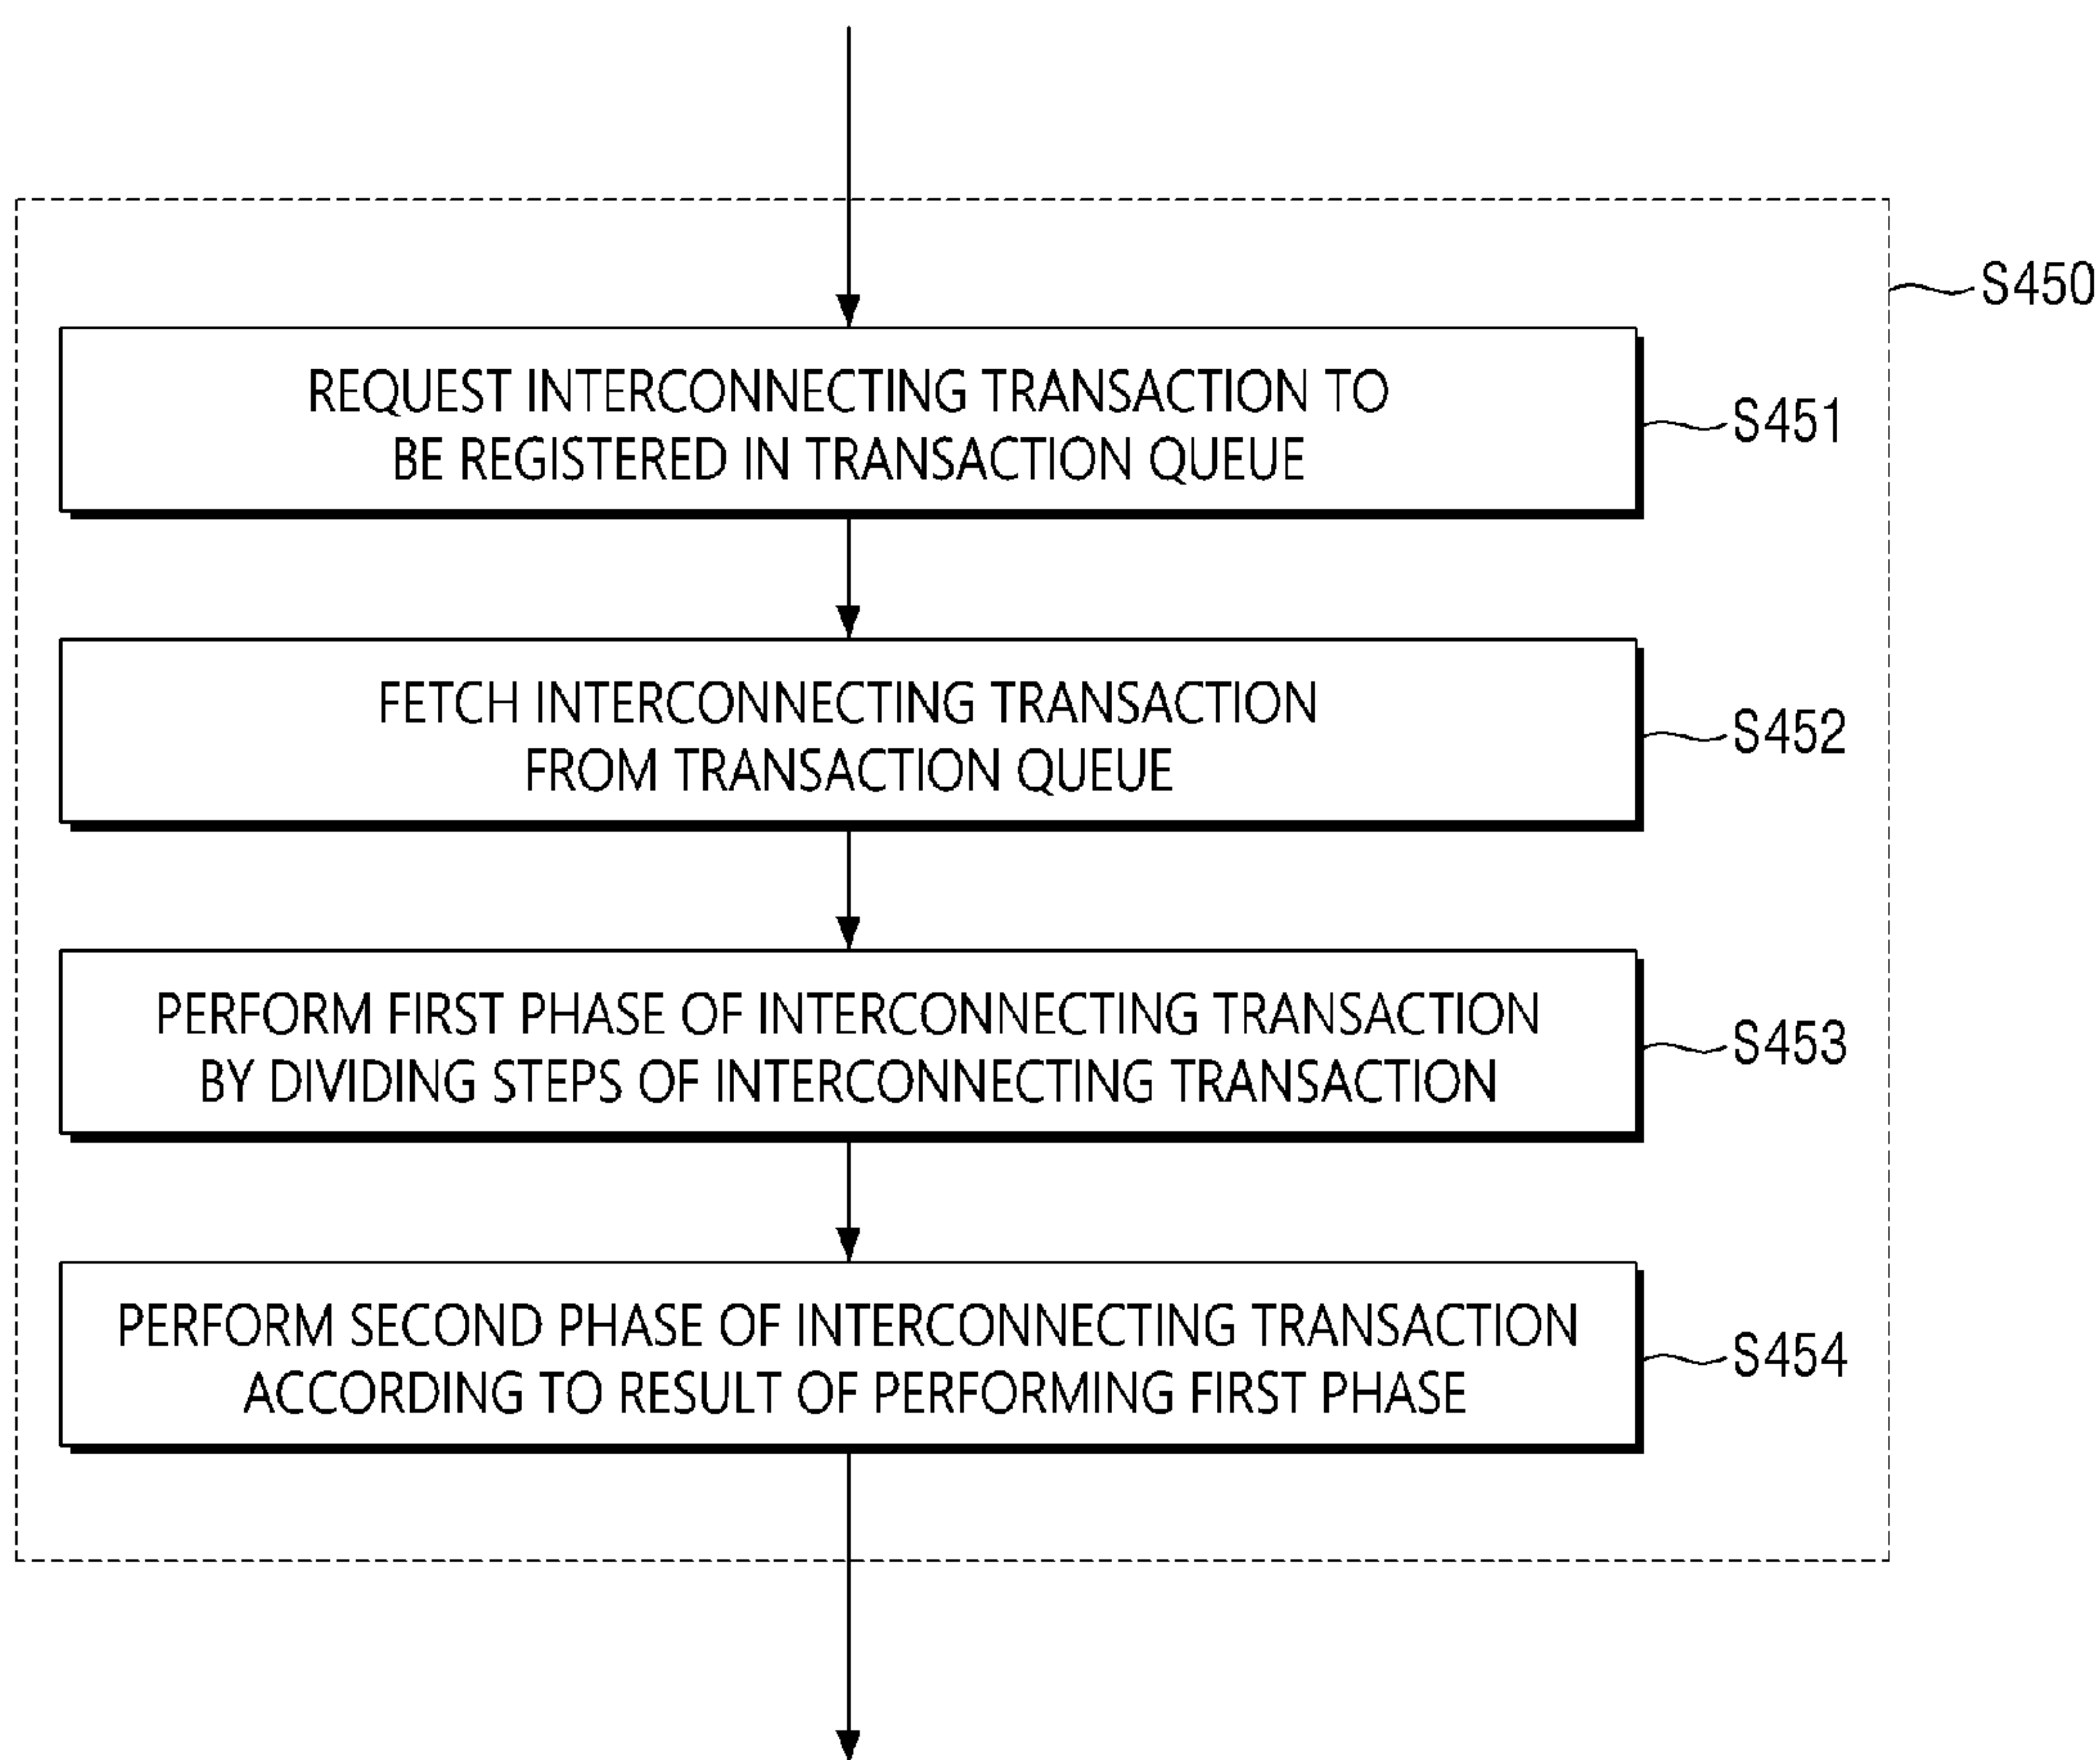 S450
REQUEST INTERCONNECTING TRANSACTION TO
BE REGISTERED IN TRANSACTION QUEUE
S451
FETCH INTERCONNECTING TRANSACTION
FROM TRANSACTION QUEUE
S452
PERFORM FIRST PHASE OF INTERCONNECTING TRANSACTION
BY DIVIDING STEPS OF INTERCONNECTING TRANSACTION
S453
PERFORM SECOND PHASE OF INTERCONNECTING TRANSACTION
ACCORDING TO RESULT OF PERFORMING FIRST PHASE
S454